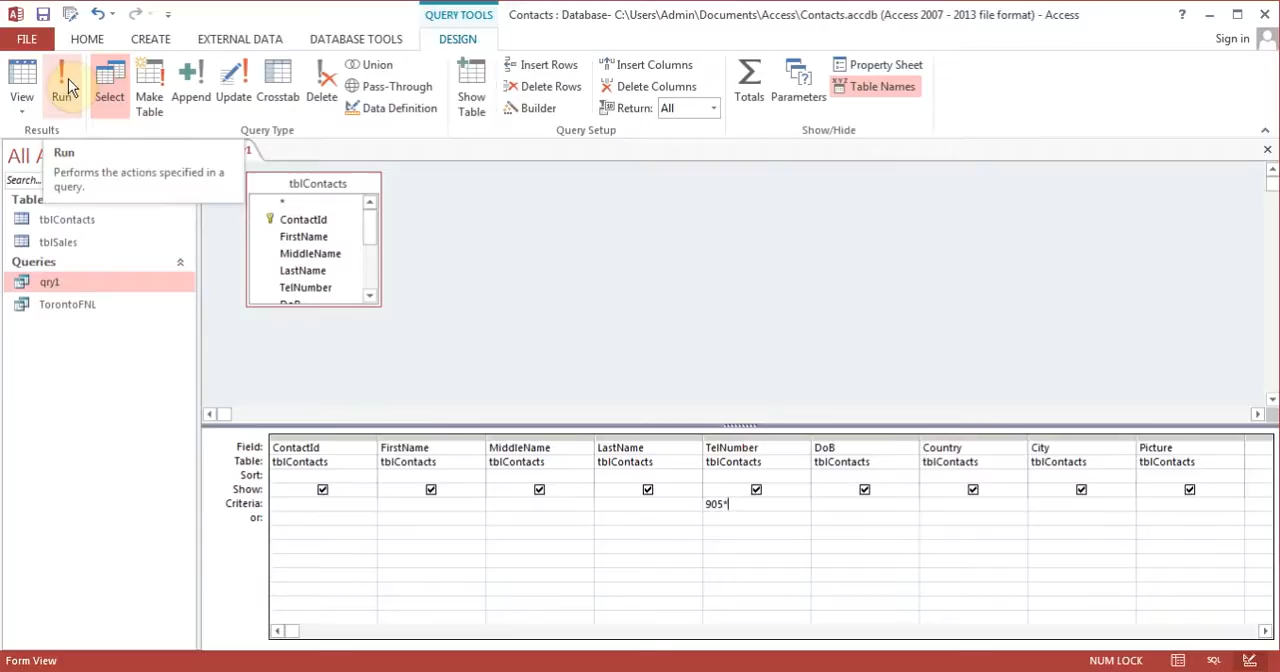 QUERY TOOLS
Contacts : Database- C:\Users\Admin\Documents\Access\Contacts.accdb (Access 2007 - 2013 file format) - Access
?
FILE
HOME
CREATE
EXTERNAL DATA
DATABASE TOOLS
DESIGN
Sign in
View
Run
Select
Make
Table
Append
Update
Crosstab
Delete
Union
Pass-Through
Data Definition
Show
Table
Insert Rows
Delete Rows
Builder
Insert Columns
Delete Columns
Return: All
Totals
Parameters
Property Sheet
Table Names
Results
Query Type
Query Setup
Show/Hide
Run
Performs the actions specified in a
query.
All A
Search...
Table
tblContacts
tblSales
Queries
qry1
TorontoFNL
1
tblContacts
*
ContactId
FirstName
MiddleName
LastName
TelNumber
DoB
Field: ContactId FirstName MiddleName LastName TelNumber DoB Country City Picture
Table: tblContacts tblContacts tblContacts tblContacts tblContacts tblContacts tblContacts tblContacts tblContacts
Sort:
Show:
Criteria: 905*
or:
Form View
NUM LOCK
SQL